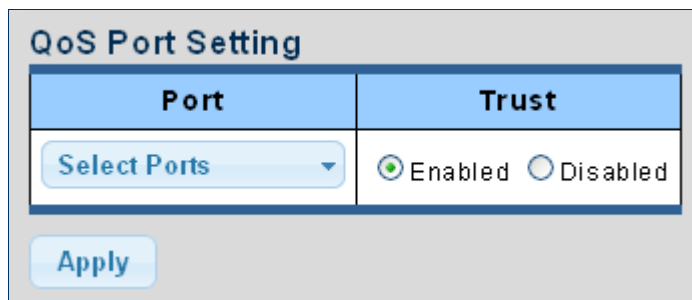 QoS Port Setting
Port Trust
Select Ports Enabled Disabled
Apply